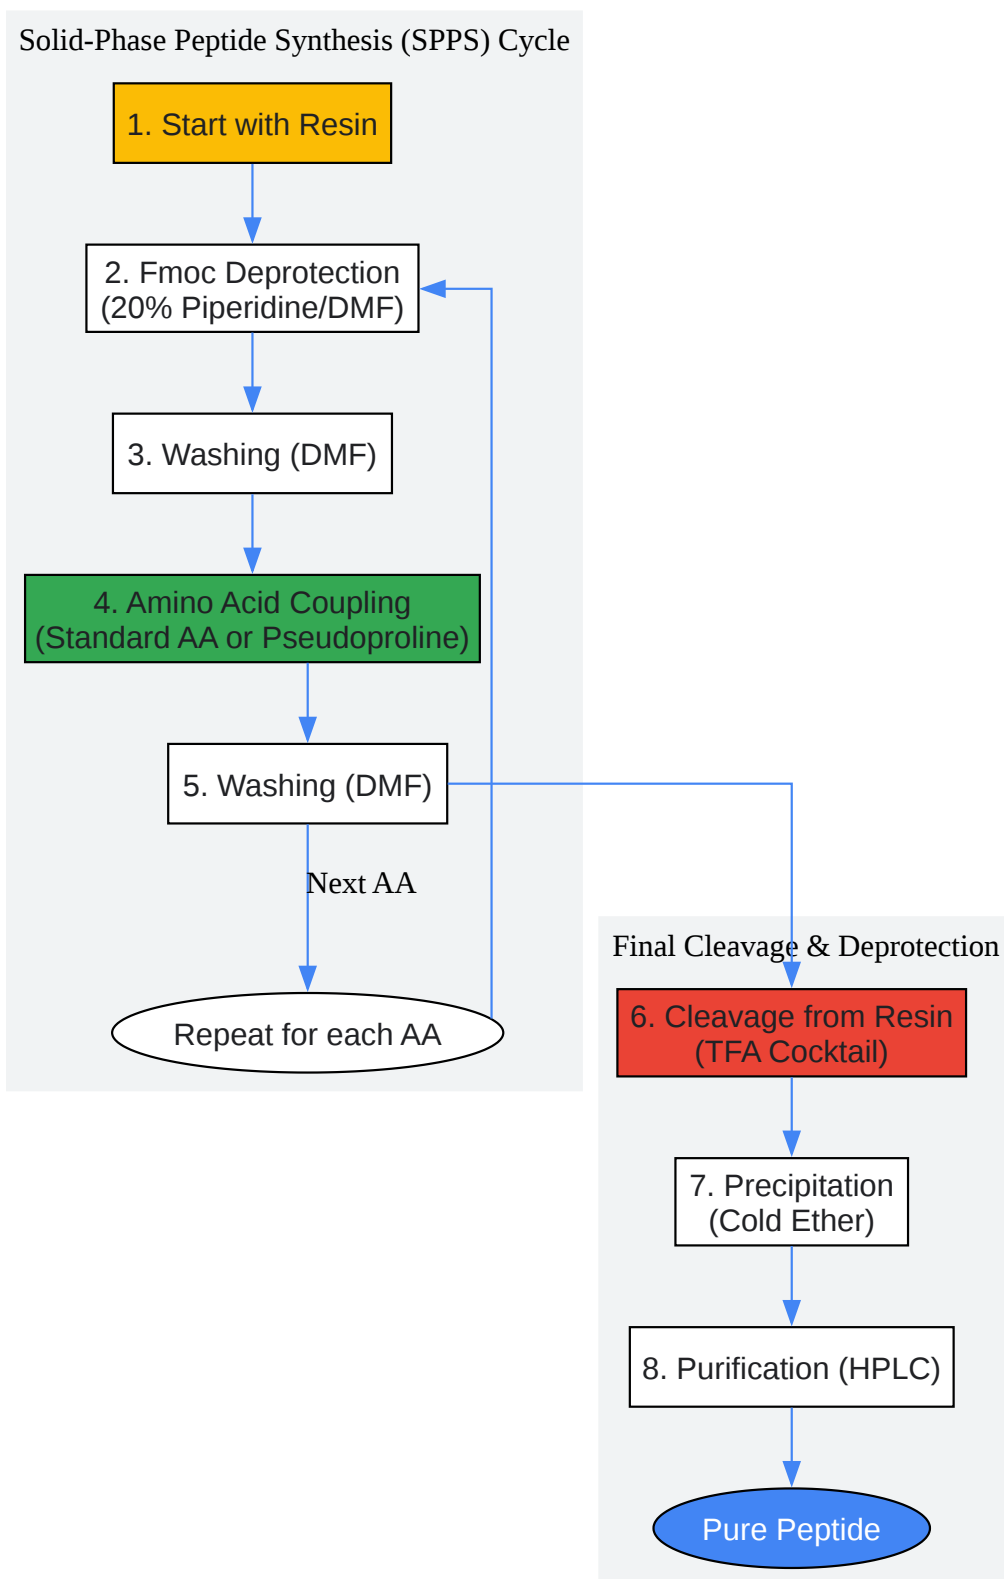 Solid-Phase Peptide Synthesis (SPPS) Cycle
1. Start with Resin
2. Fmoc Deprotection
(20% Piperidine/DMF)
3. Washing (DMF)
4. Amino Acid Coupling
(Standard AA or Pseudoproline)
5. Washing (DMF)
Next AA
Repeat for each AA
Final Cleavage & Deprotection
6. Cleavage from Resin
(TFA Cocktail)
7. Precipitation
(Cold Ether)
8. Purification (HPLC)
Pure Peptide